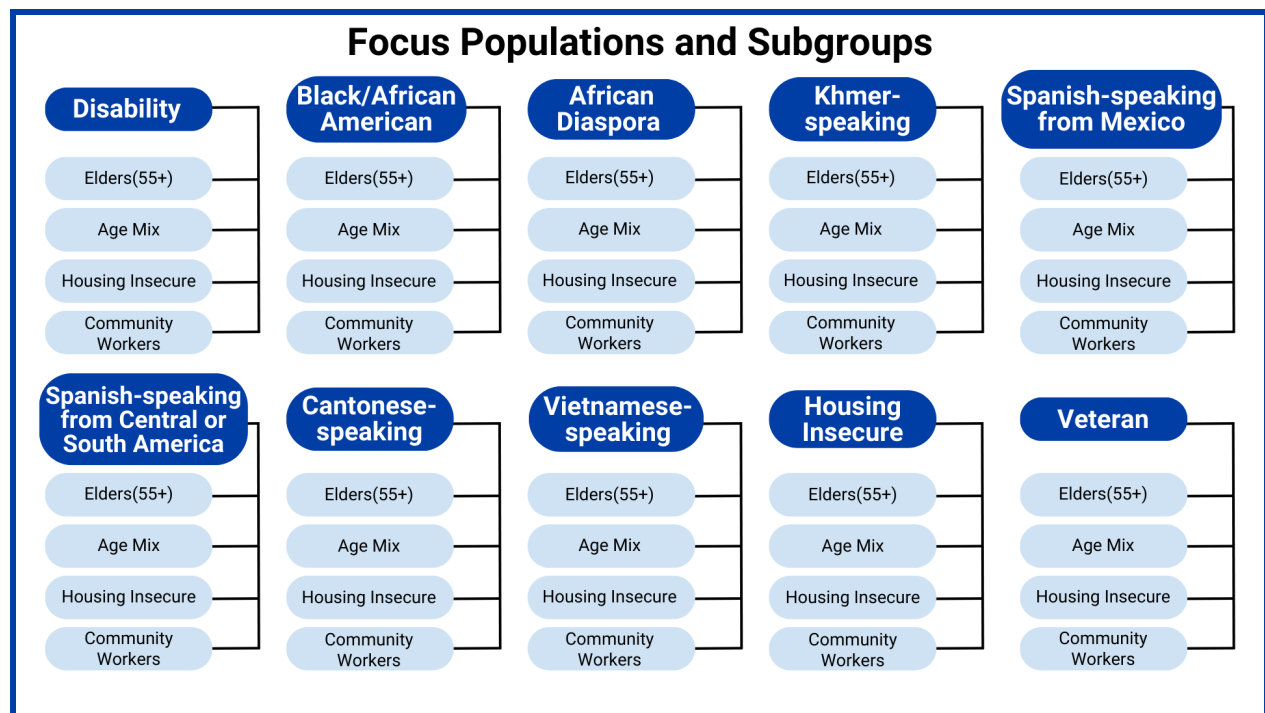 Focus Populations and Subgroups
Disability
Elders(55+)
Age Mix
Housing Insecure
Community
Workers
Black/African
American
Elders(55+)
Age Mix
Housing Insecure
Community
Workers
African
Diaspora
Elders(55+)
Age Mix
Housing Insecure
Community
Workers
Khmer-
speaking
Elders(55+)
Age Mix
Housing Insecure
Community
Workers
Spanish-speaking
from Mexico
Elders(55+)
Age Mix
Housing Insecure
Community
Workers
Spanish-speaking
from Central or
South America
Elders(55+)
Age Mix
Housing Insecure
Community
Workers
Cantonese-
speaking
Elders(55+)
Age Mix
Housing Insecure
Community
Workers
Vietnamese-
speaking
Elders(55+)
Age Mix
Housing Insecure
Community
Workers
Housing
Insecure
Elders(55+)
Age Mix
Housing Insecure
Community
Workers
Veteran
Elders(55+)
Age Mix
Housing Insecure
Community
Workers